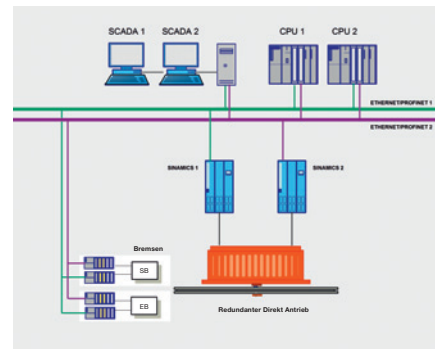 SCADA 1 SCADA 2 CPU 1 CPU 2
ETHERNET/PROFINET 1
ETHERNET/PROFINET 2
SINAMICS 1 SINAMICS 2
Bremsen
SB
EB
Redundanter Direkt Antrieb